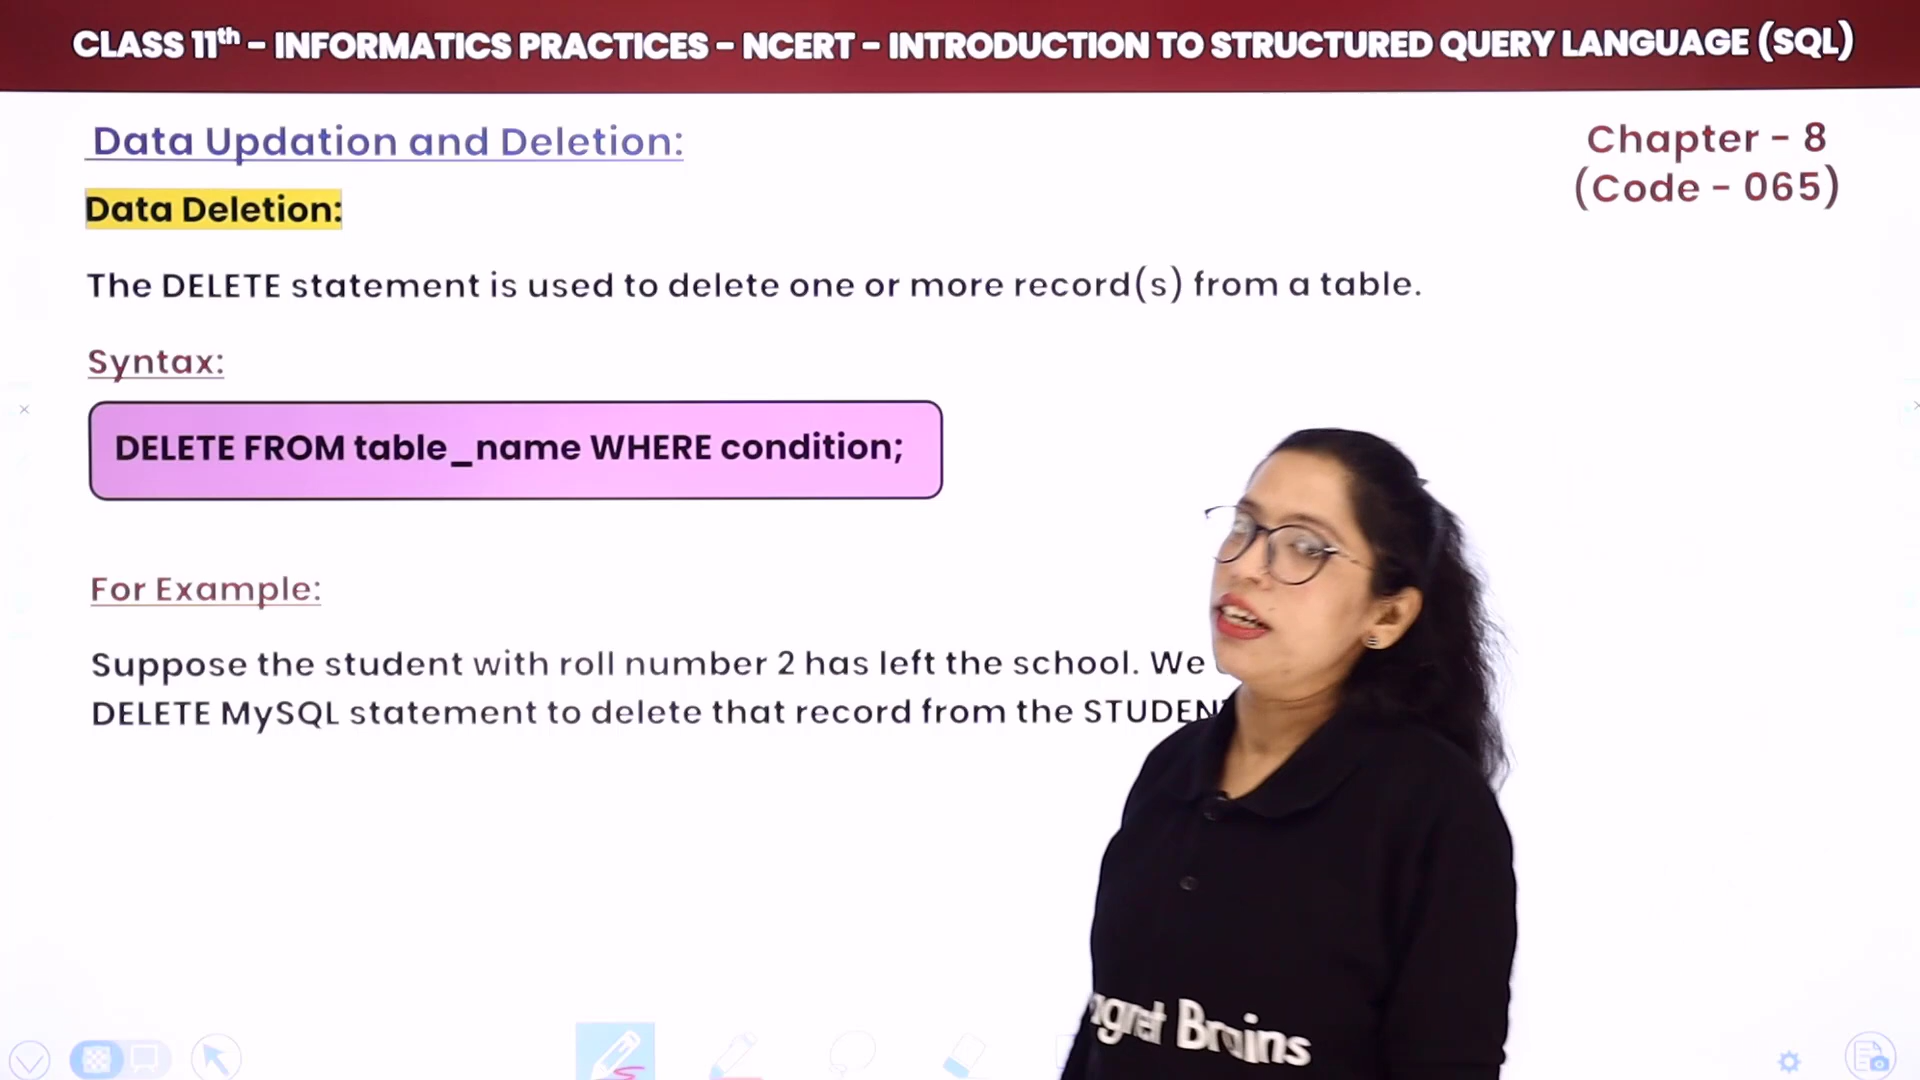 CLASS 11th – INFORMATICS PRACTICES – NCERT – INTRODUCTION TO STRUCTURED QUERY LANGUAGE (SQL)
Data Updation and Deletion:
Chapter - 8
(Code - 065)
Data Deletion:
The DELETE statement is used to delete one or more record(s) from a table.
Syntax:
DELETE FROM table_name WHERE condition;
For Example:
Suppose the student with roll number 2 has left the school. We
DELETE MySQL statement to delete that record from the STUDENT
Brains